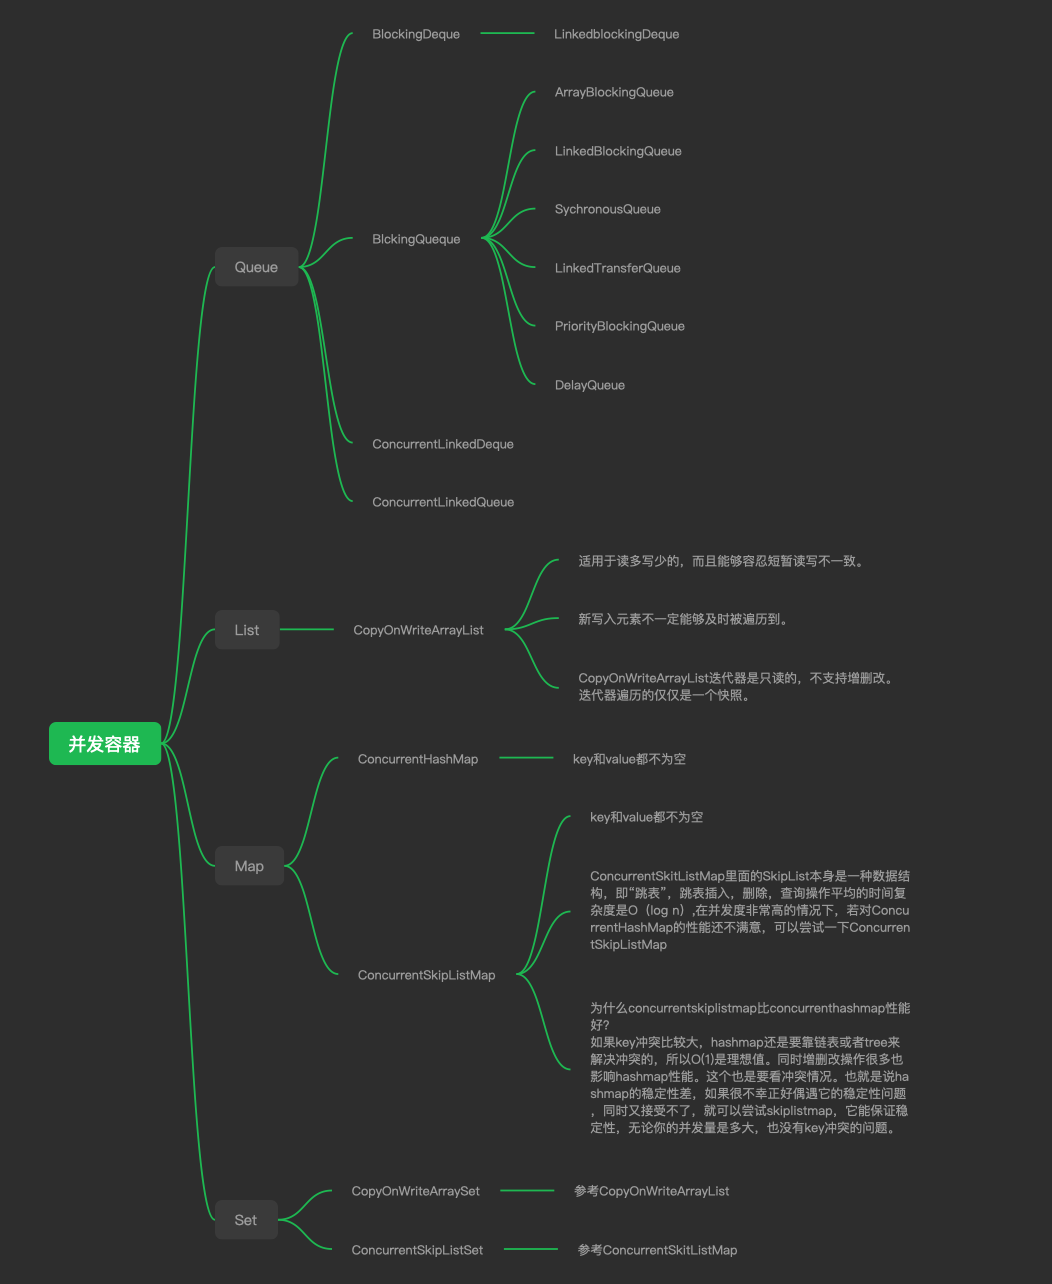 并发容器
Queue
BlockingDeque
LinkedblockingDeque
BlckingQueque
ArrayBlockingQueue
LinkedBlockingQueue
SychronousQueue
LinkedTransferQueue
PriorityBlockingQueue
DelayQueue
ConcurrentLinkedDeque
ConcurrentLinkedQueue
List
CopyOnWriteArrayList
适用于读多写少的，而且能够容忍短暂读写不一致。
新写入元素不一定能够及时被遍历到。
CopyOnWriteArrayList迭代器是只读的，不支持增删改。
迭代器遍历的仅仅是一个快照。
Map
ConcurrentHashMap
key和value都不为空
ConcurrentSkipListMap
key和value都不为空
ConcurrentSkitListMap里面的SkipList本身是一种数据结
构，即“跳表”，跳表插入，删除，查询操作平均的时间复
杂度是O（log n）,在并发度非常高的情况下，若对Concu
rrentHashMap的性能还不满意，可以尝试一下Concurren
tSkipListMap
为什么concurrentskiplistmap比concurrenthashmap性能
好？
如果key冲突比较大，hashmap还是要靠链表或者tree来
解决冲突的，所以O(1)是理想值。同时增删改操作很多也
影响hashmap性能。这个也是要看冲突情况。也就是说ha
shmap的稳定性差，如果很不幸正好偶遇它的稳定性问题
，同时又接受不了，就可以尝试skiplistmap，它能保证稳
定性，无论你的并发量是多大，也没有key冲突的问题。
Set
CopyOnWriteArraySet
参考CopyOnWriteArrayList
ConcurrentSkipListSet
参考ConcurrentSkitListMap